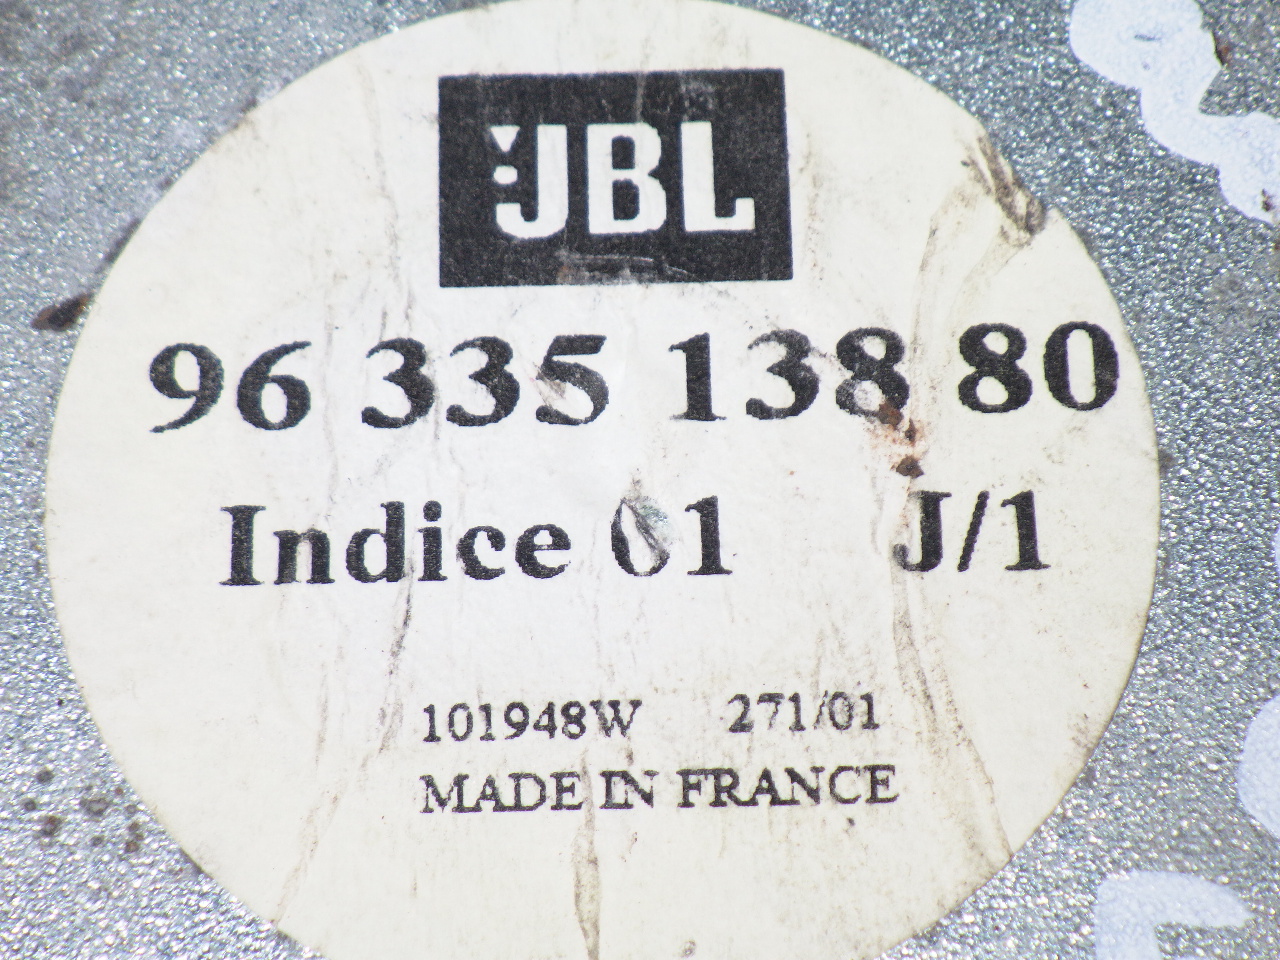 JBL
96 335 138 80
Indice 01 J/1
101948W 271/01
MADE IN FRANCE